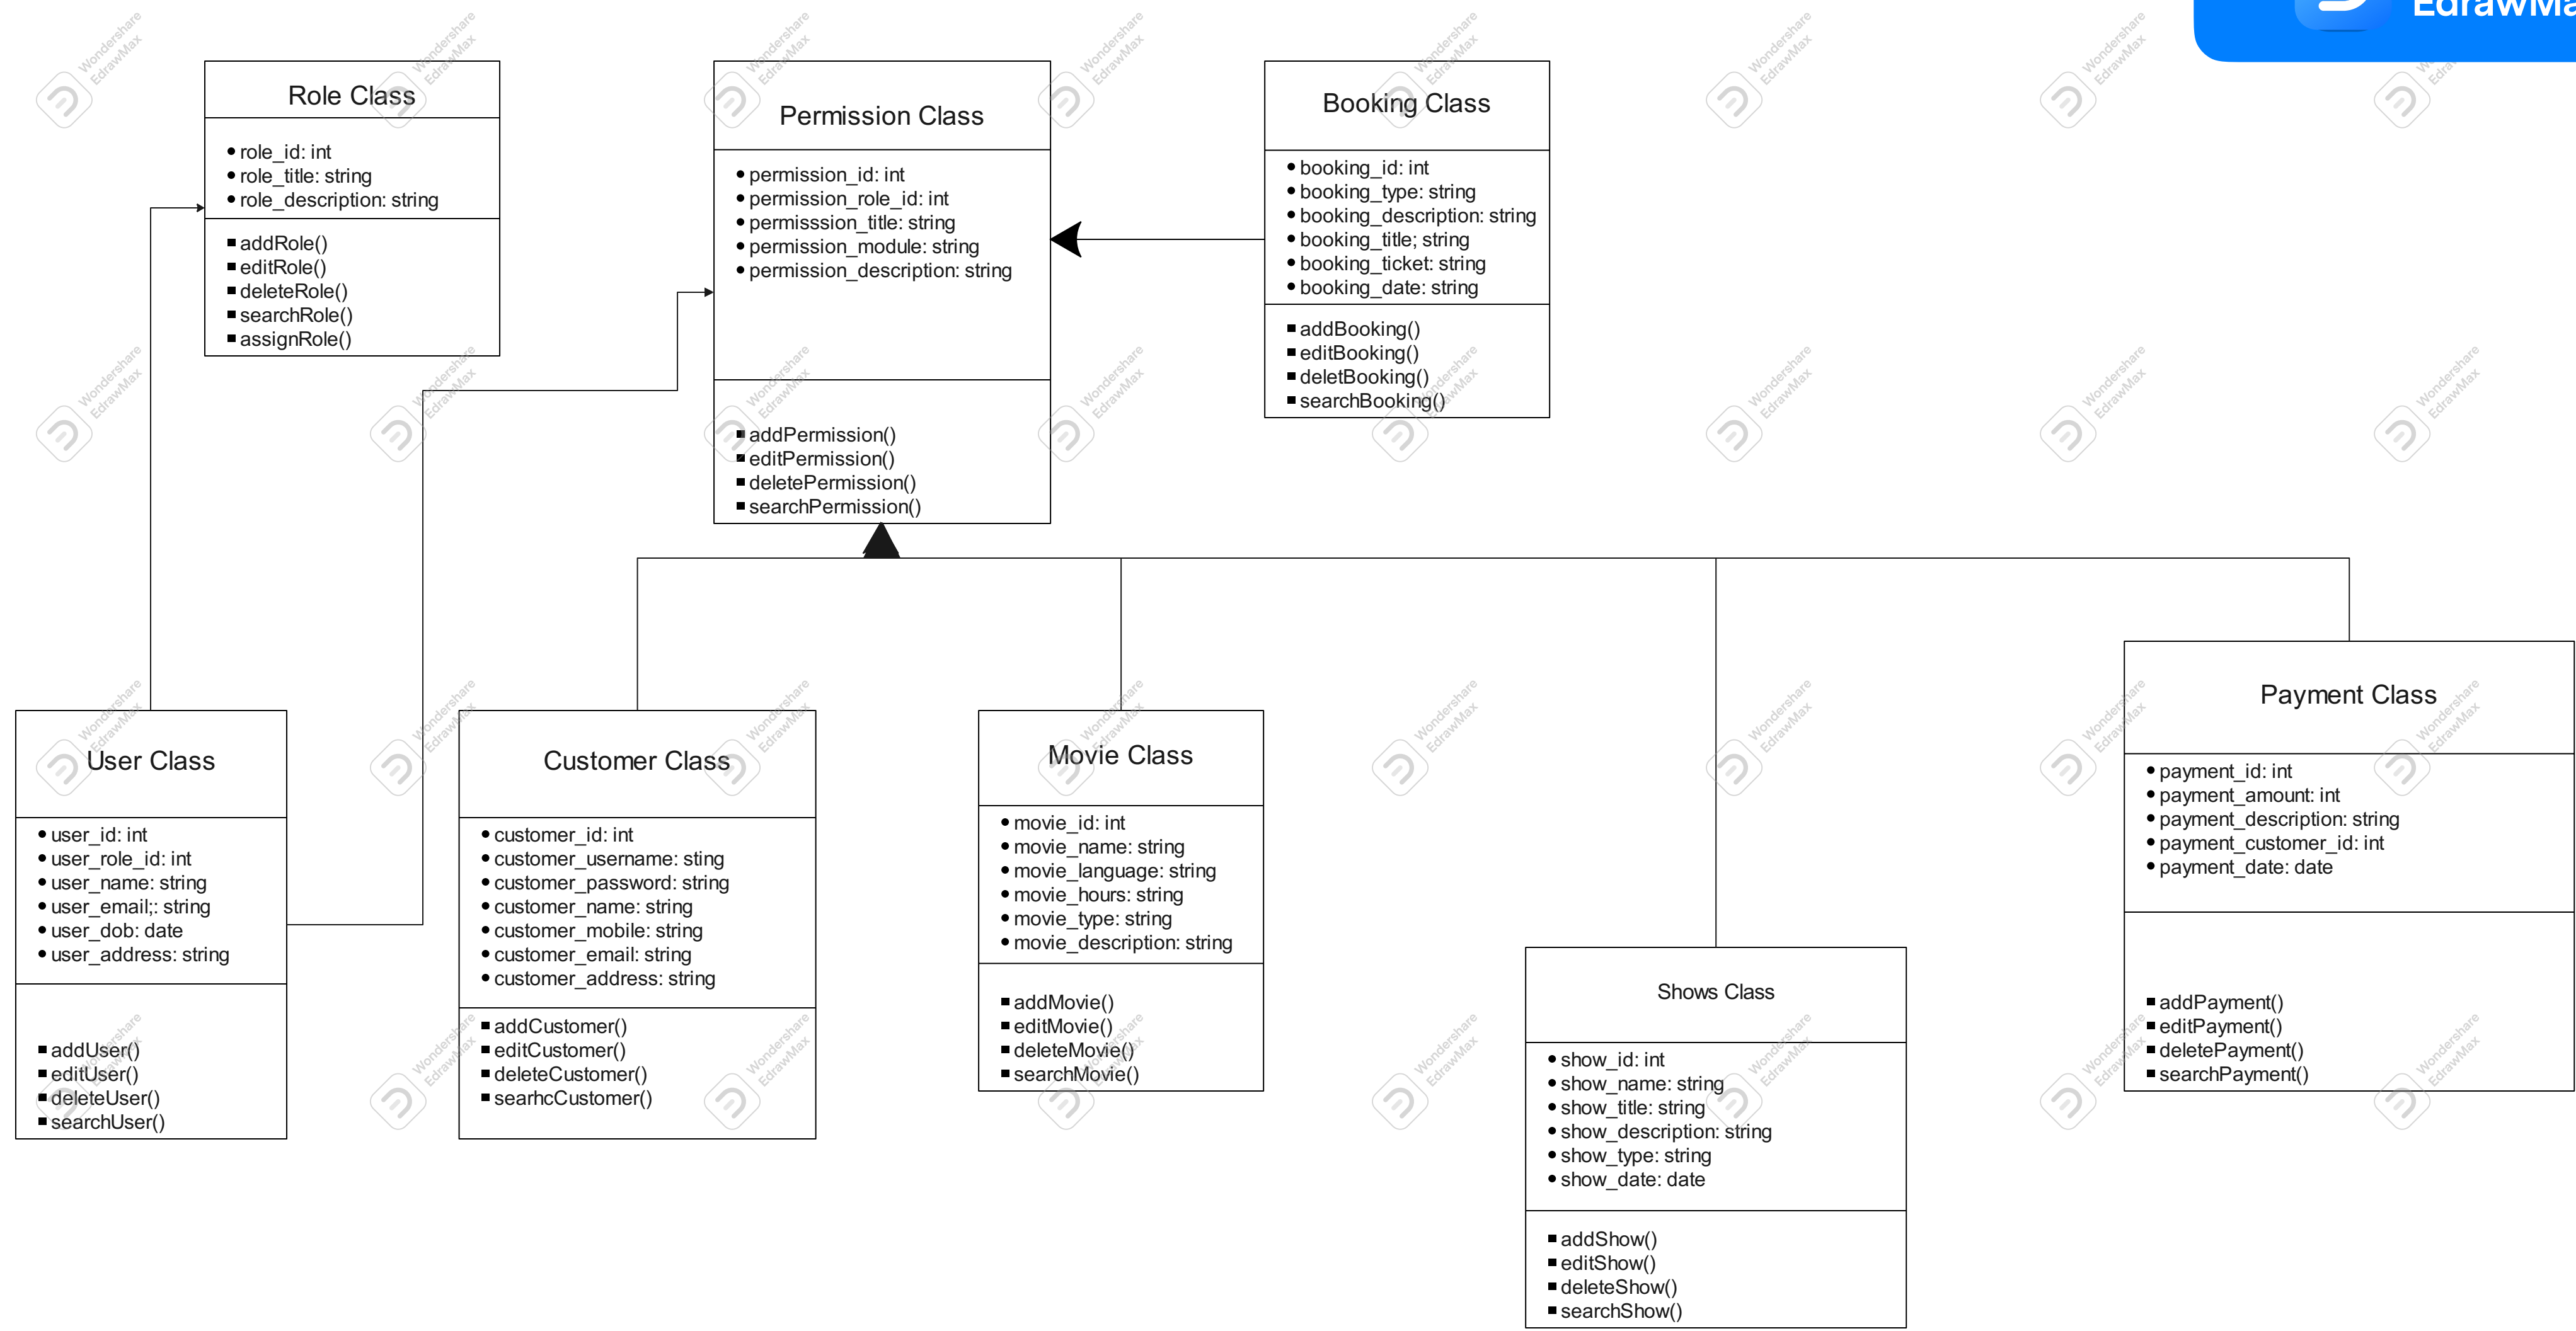 EdrawMa
Role Class
role_id: int
role_title: string
role_description: string
addRole()
editRole()
deleteRole()
searchRole()
assignRole()
Permission Class
permission_id: int
permission_role_id: int
permisssion_title: string
permission_module: string
permission_description: string
addPermission()
editPermission()
deletePermission()
searchPermission()
Booking Class
booking_id: int
booking_type: string
booking_description: string
booking_title; string
booking_ticket: string
booking_date: string
addBooking()
editBooking()
deletBooking()
searchBooking()
User Class
user_id: int
user_role_id: int
user_name: string
user_email;: string
user_dob: date
user_address: string
addUser()
editUser()
deleteUser()
searchUser()
Customer Class
customer_id: int
customer_username: sting
customer_password: string
customer_name: string
customer_mobile: string
customer_email: string
customer_address: string
addCustomer()
editCustomer()
deleteCustomer()
searhcCustomer()
Movie Class
movie_id: int
movie_name: string
movie_language: string
movie_hours: string
movie_type: string
movie_description: string
addMovie()
editMovie()
deleteMovie()
searchMovie()
Shows Class
show_id: int
show_name: string
show_title: string
show_description: string
show_type: string
show_date: date
addShow()
editShow()
deleteShow()
searchShow()
Payment Class
payment_id: int
payment_amount: int
payment_description: string
payment_customer_id: int
payment_date: date
addPayment()
editPayment()
deletePayment()
searchPayment()
Wondershare
EdrawMax